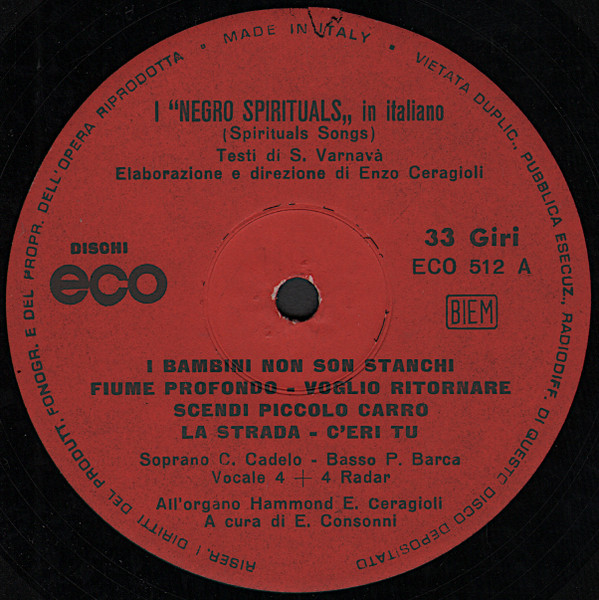 MADE IN ITALY • VIETATA DUPLIC., PUBBLICA ESECUZ., RADIODIFF. DI QUESTO DISCO DEPOSITATO
RISER. I DIRITTI DEL PRODUTT. FONOGR. E DEL PROPR. DELL'OPERA RIPRODOTTA •
I "NEGRO SPIRITUALS„ in italiano
(Spirituals Songs)
Testi di S. Varnavà
Elaborazione e direzione di Enzo Ceragioli
DISCHI
eco
33 Giri
ECO 512 A
BIEM
I BAMBINI NON SON STANCHI
FIUME PROFONDO - VOGLIO RITORNARE
SCENDI PICCOLO CARRO
LA STRADA - C'ERI TU
Soprano C. Cadelo - Basso P. Barca
Vocale 4 + 4 Radar
All'organo Hammond E. Ceragioli
A cura di E. Consonni